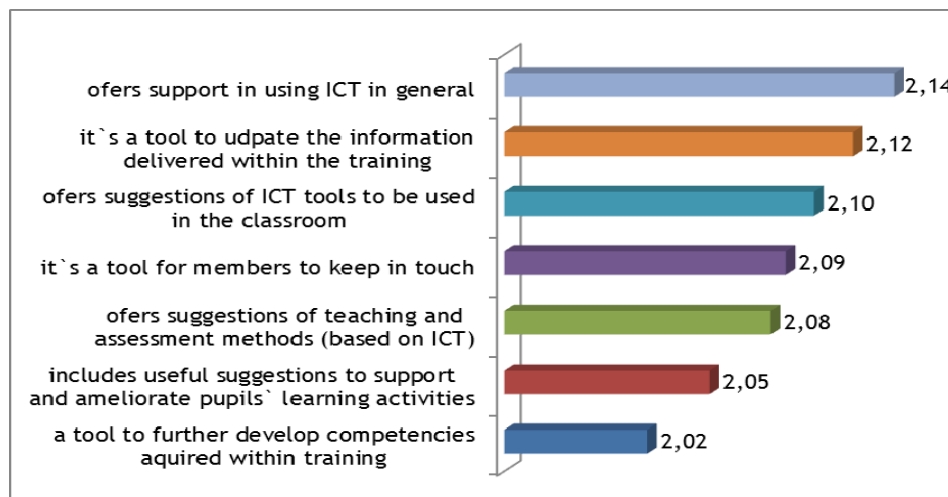 ofers support in using ICT in general
2,14
it`s a tool to udpate the information
delivered within the training
2,12
ofers suggestions of ICT tools to be used
in the classroom
2,10
it`s a tool for members to keep in touch
2,09
ofers suggestions of teaching and
assessment methods (based on ICT)
2,08
includes useful suggestions to support
and ameliorate pupils` learning activities
2,05
a tool to further develop competencies
aquired within training
2,02